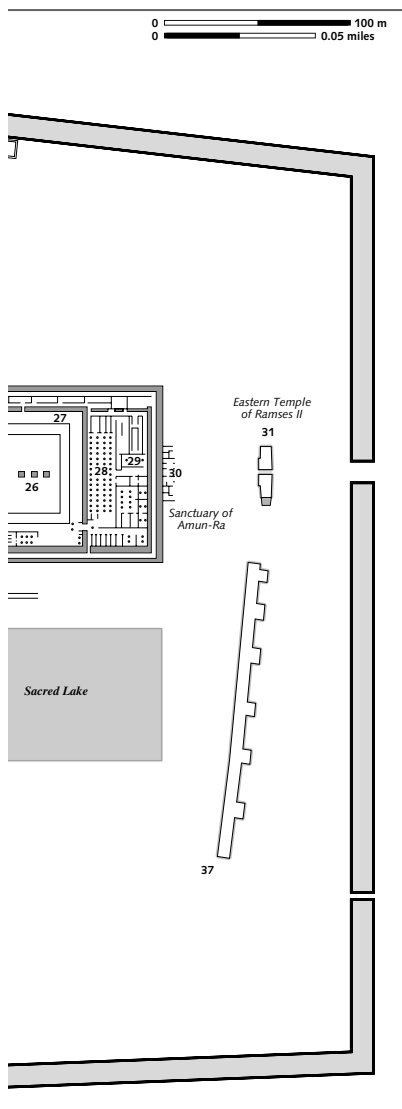 0 100 m
0 0.05 miles
Eastern Temple
of Ramses II
31
27
28
29
30
26
Sanctuary of
Amun-Ra
Sacred Lake
37